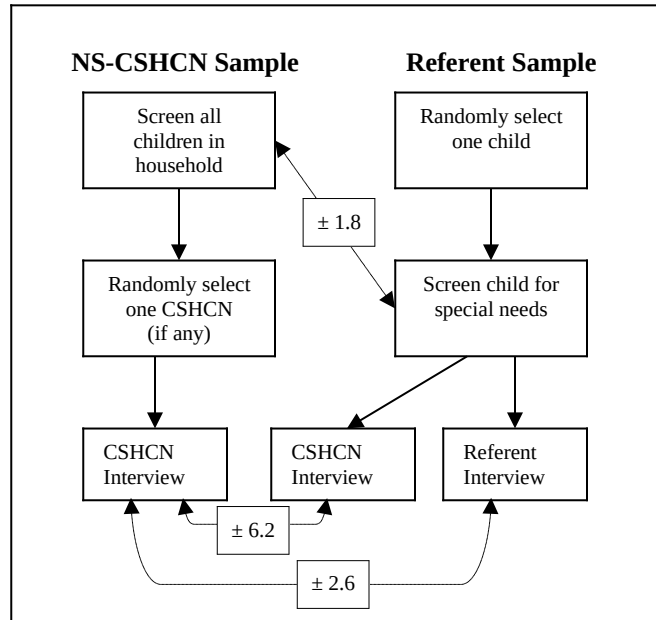 NS-CSHCN Sample
Referent Sample
Screen all
children in
household
Randomly select
one child
± 1.8
Randomly select
one CSHCN
(if any)
Screen child for
special needs
CSHCN
Interview
CSHCN
Interview
Referent
Interview
± 6.2
± 2.6